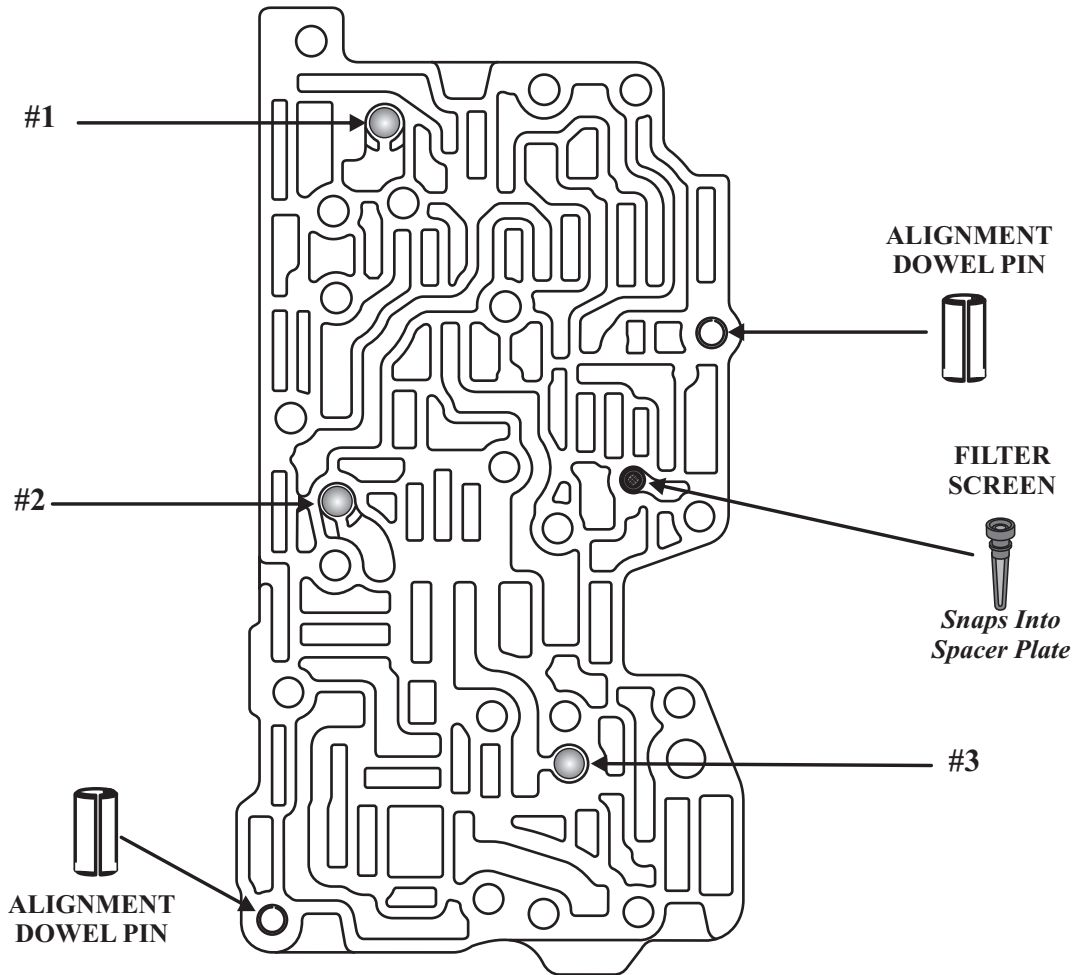 #1
ALIGNMENT
DOWEL PIN
FILTER
SCREEN
#2
Snaps Into
Spacer Plate
#3
ALIGNMENT
DOWEL PIN